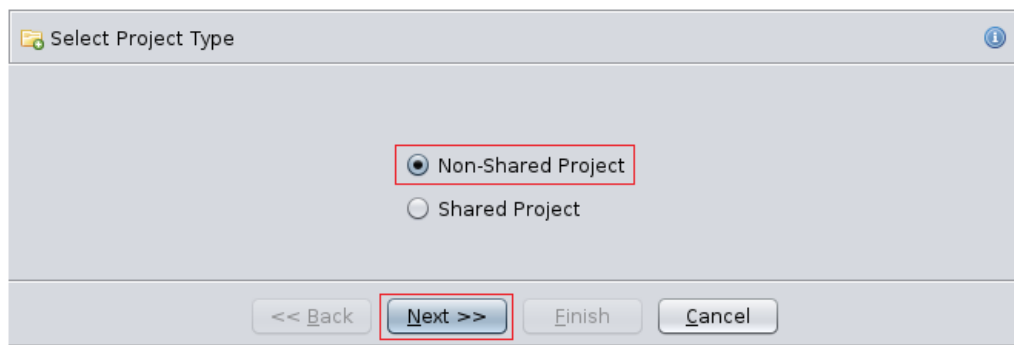 Select Project Type
Non-Shared Project
Shared Project
<< Back Next >> Finish Cancel